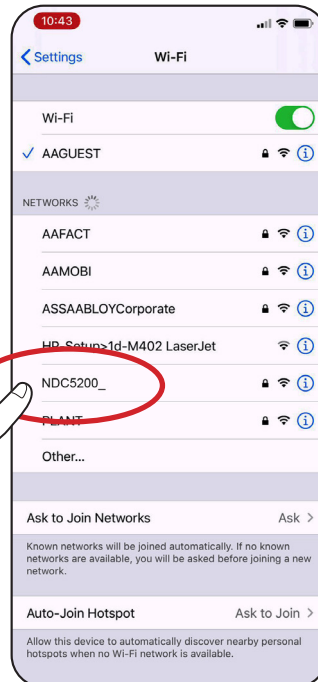 10:43
Settings Wi-Fi
Wi-Fi
AAGUEST
NETWORKS
AAFACT
AAMOBI
ASSAABLOYCorporate
HP-Setup>1d-M402 LaserJet
NDC5200_
PLANT
Other...
Ask to Join Networks Ask
Known networks will be joined automatically. If no known
networks are available, you will be asked before joining a new
network.
Auto-Join Hotspot Ask to Join
Allow this device to automatically discover nearby personal
hotspots when no Wi-Fi network is available.